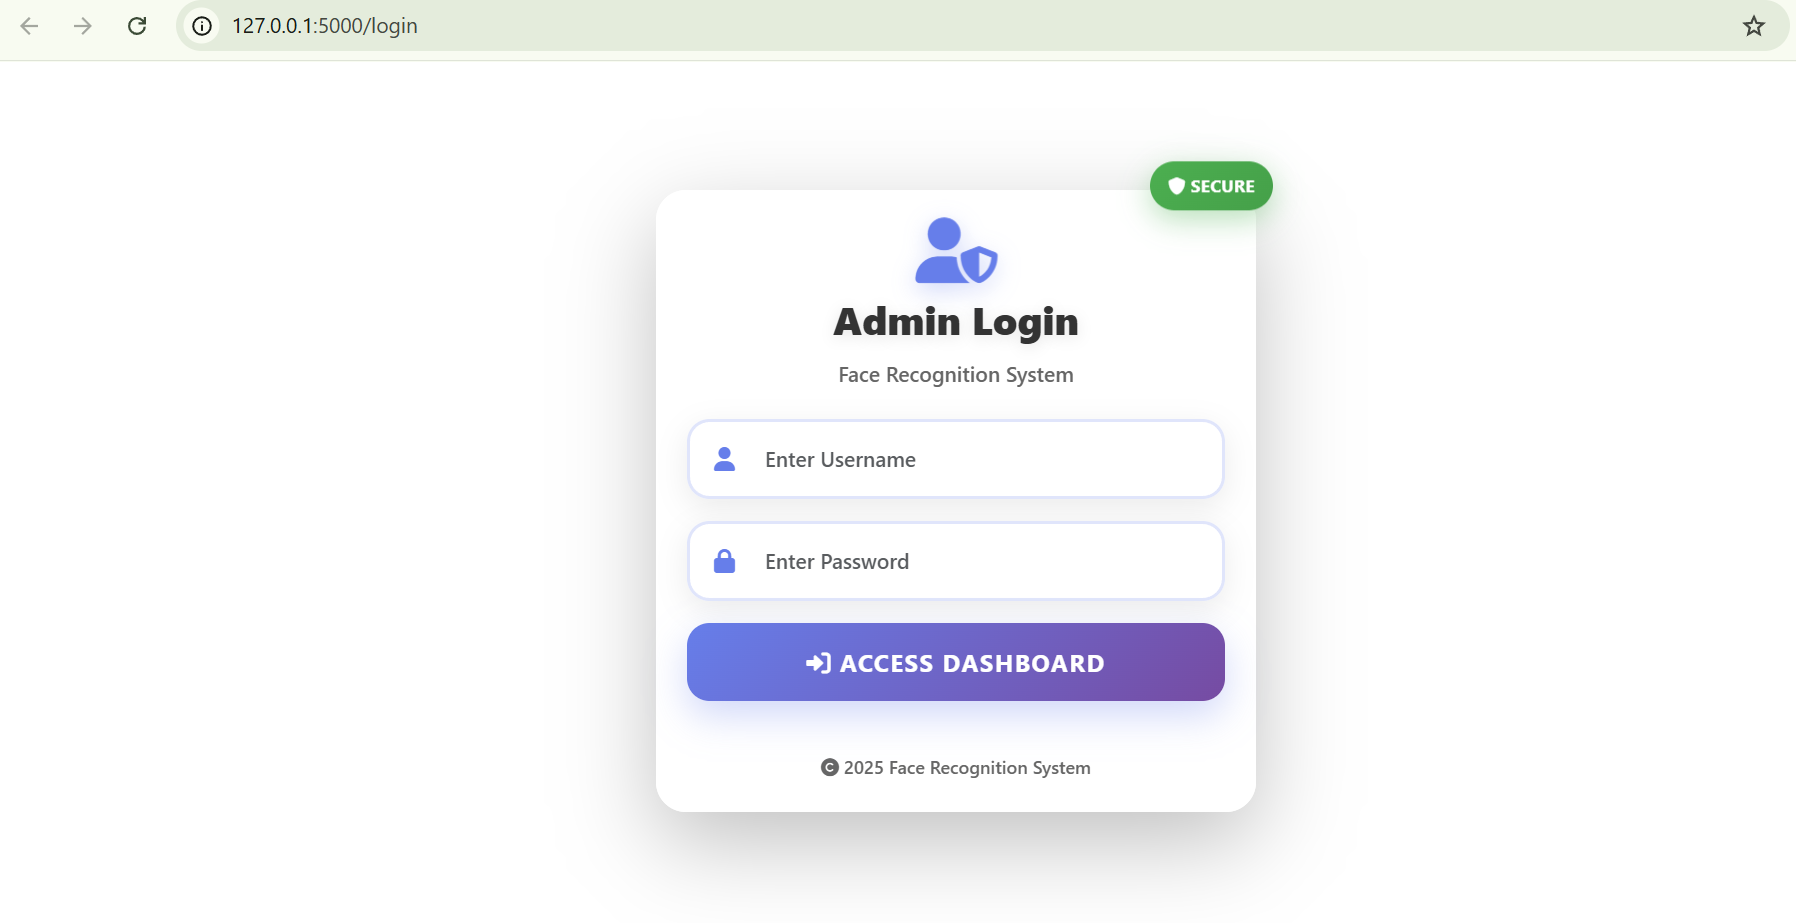 127.0.0.1:5000/login
SECURE
Admin Login
Face Recognition System
Enter Username
Enter Password
ACCESS DASHBOARD
© 2025 Face Recognition System